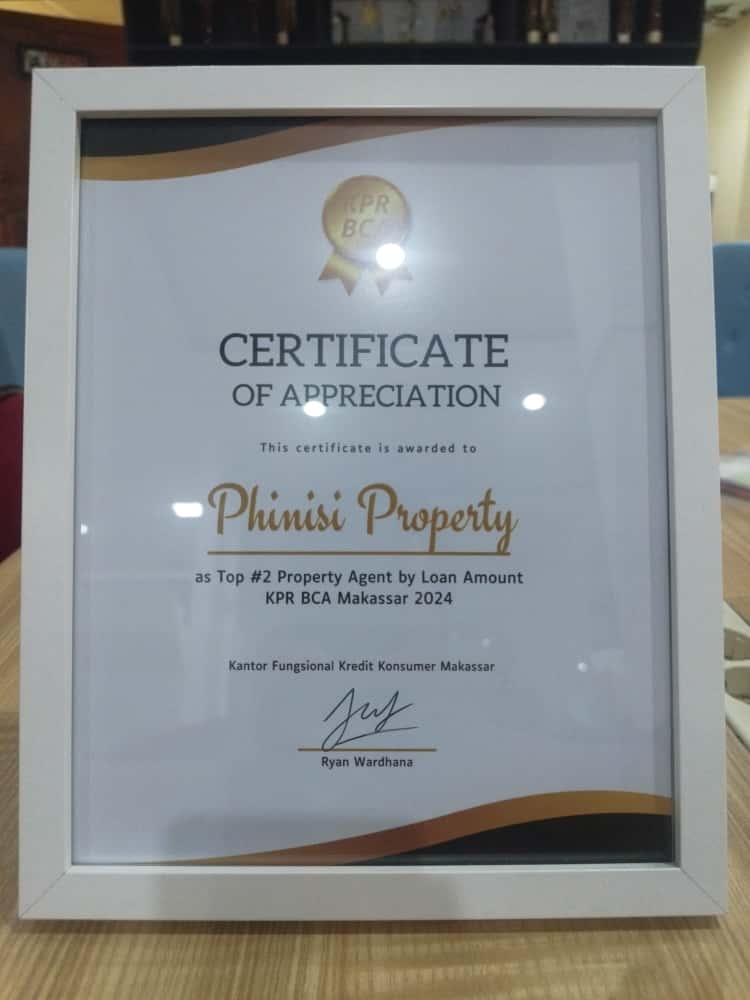 KPR
BCA
CERTIFICATE
OF APPRECIATION
This certificate is awarded to
Phinisi Property
as Top #2 Property Agent by Loan Amount
KPR BCA Makassar 2024
Kantor Fungsional Kredit Konsumer Makassar
Ryan Wardhana